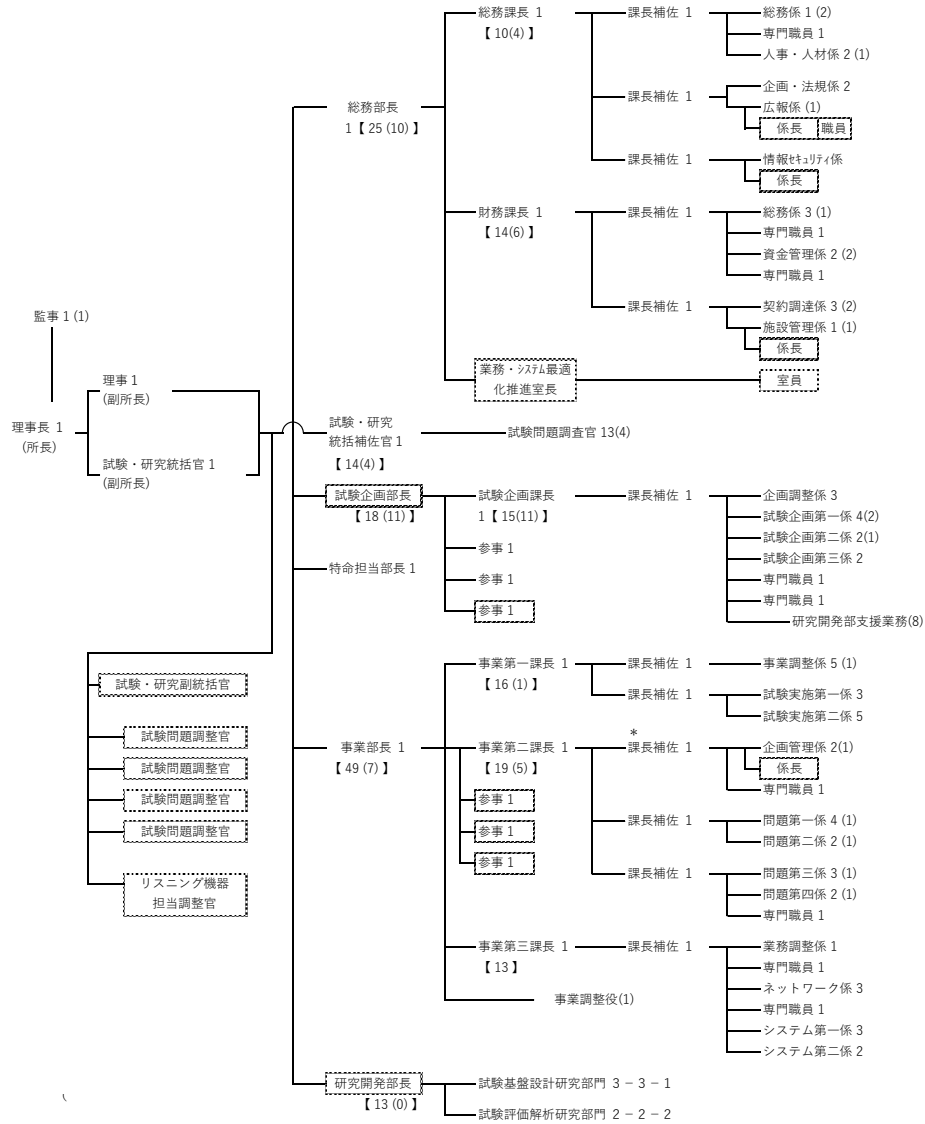 総務課長 1
【 10(4) 】
課長補佐 1
総務係 1 (2)
専門職員 1
人事・人材係 2 (1)
課長補佐 1
企画・法規係 2
広報係 (1)
係長 職員
課長補佐 1
情報ｾｷｭﾘﾃｨ係
係長
総務部長
1【 25 (10) 】
財務課長 1
【 14(6) 】
課長補佐 1
総務係 3 (1)
専門職員 1
資金管理係 2 (2)
専門職員 1
課長補佐 1
契約調達係 3 (2)
施設管理係 1 (1)
係長
業務・ｼｽﾃﾑ最適
化推進室長
室員
監事 1 (1)
理事長 1
(所長)
理事 1
(副所長)
試験・研究統括官 1
(副所長)
試験・研究
統括補佐官 1
【 14(4) 】
試験問題調査官 13(4)
試験企画部長
【 18 (11) 】
試験企画課長
1【 15(11) 】
課長補佐 1
企画調整係 3
試験企画第一係 4(2)
試験企画第二係 2(1)
試験企画第三係 2
専門職員 1
専門職員 1
研究開発部支援業務(8)
参事 1
参事 1
参事 1
特命担当部長 1
試験・研究副統括官
試験問題調整官
試験問題調整官
試験問題調整官
試験問題調整官
リスニング機器
担当調整官
事業部長 1
【 49 (7) 】
事業第一課長 1
【 16 (1) 】
課長補佐 1
事業調整係 5 (1)
課長補佐 1
試験実施第一係 3
試験実施第二係 5
事業第二課長 1
【 19 (5) 】
参事 1
参事 1
参事 1
*
課長補佐 1
企画管理係 2(1)
係長
専門職員 1
課長補佐 1
問題第一係 4 (1)
問題第二係 2 (1)
課長補佐 1
問題第三係 3 (1)
問題第四係 2 (1)
専門職員 1
事業第三課長 1
【 13 】
課長補佐 1
業務調整係 1
専門職員 1
ネットワーク係 3
専門職員 1
システム第一係 3
システム第二係 2
事業調整役(1)
研究開発部長
【 13 (0) 】
試験基盤設計研究部門 3 − 3 − 1
試験評価解析研究部門 2 − 2 − 2